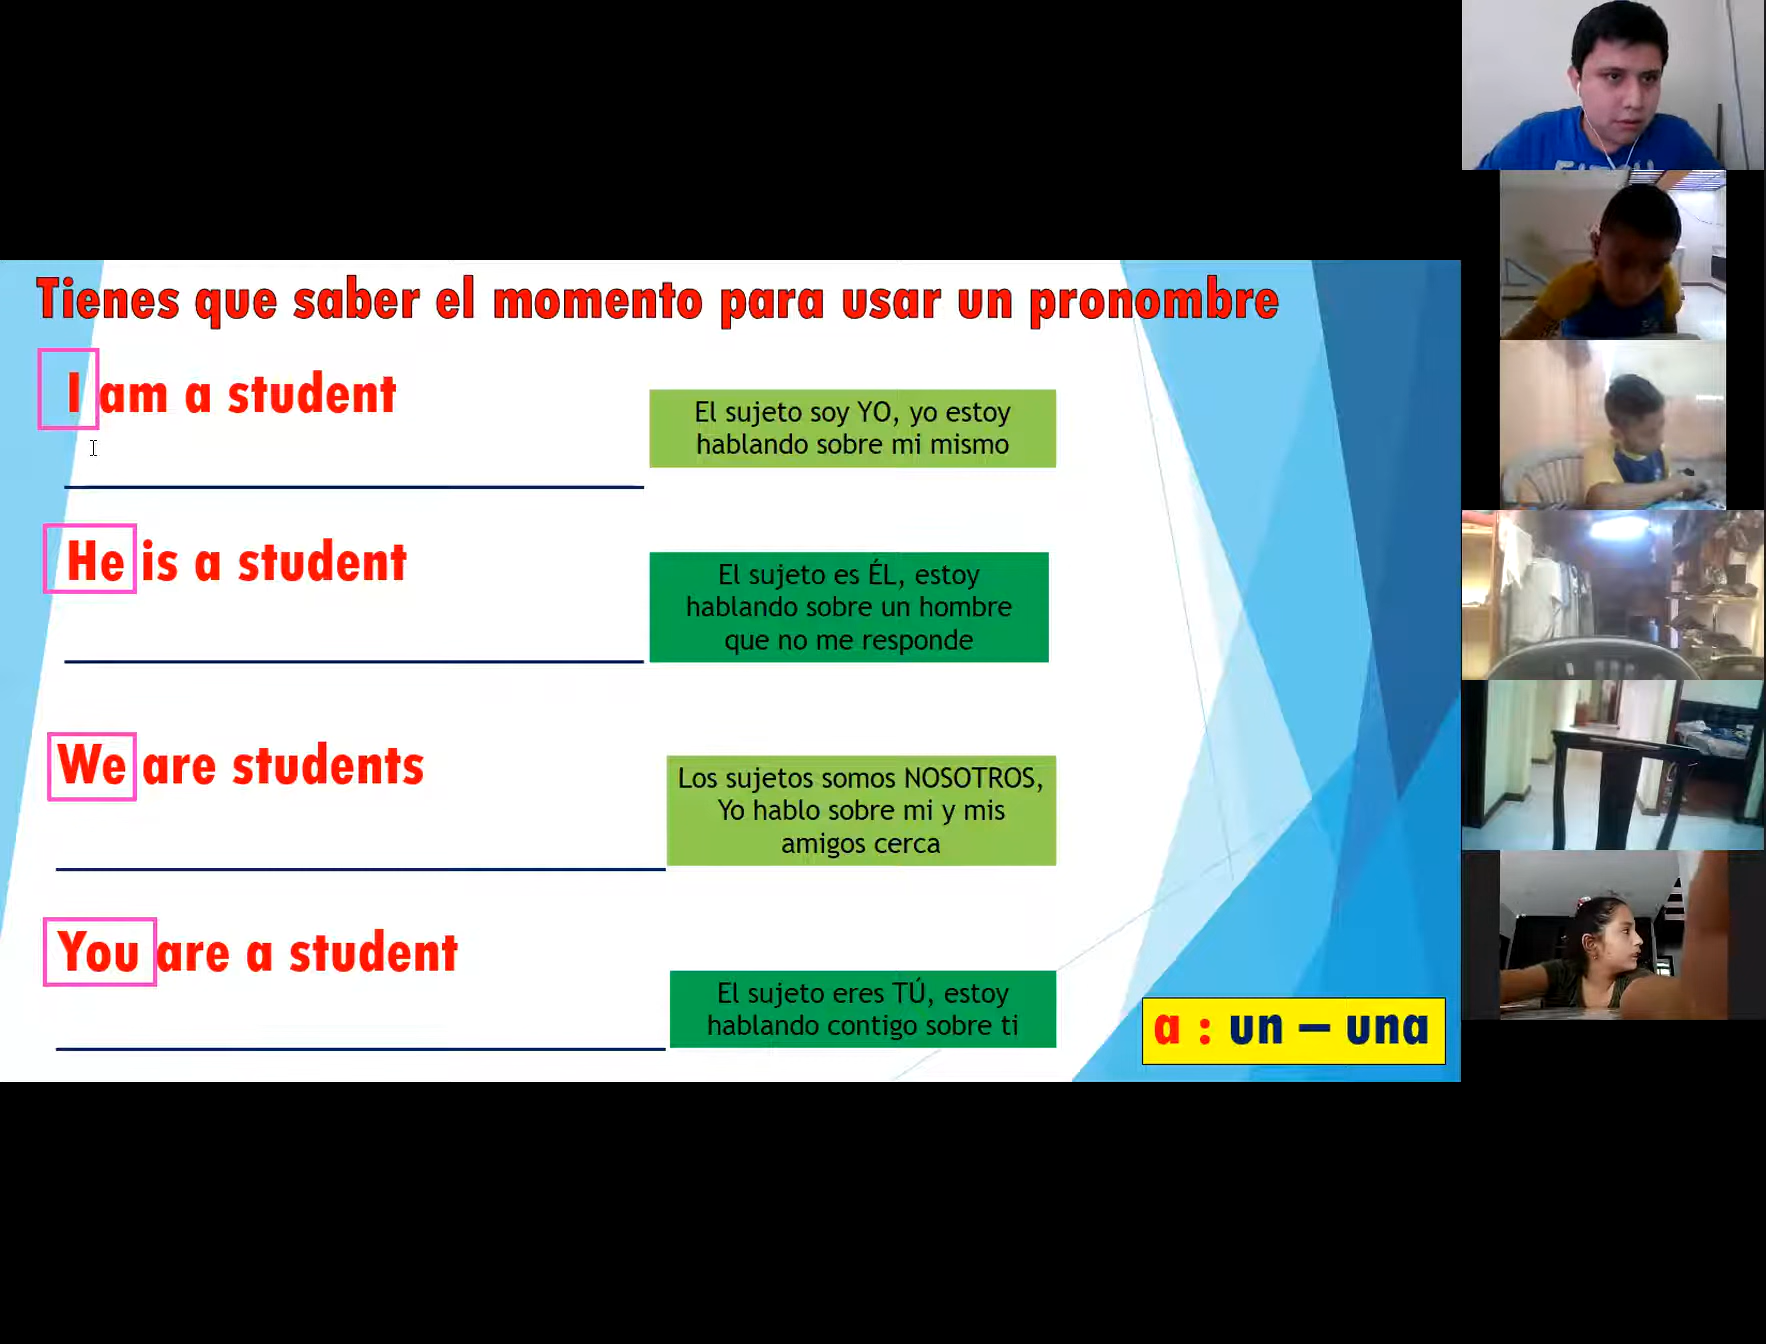 Tienes que saber el momento para usar un pronombre
I am a student
El sujeto soy YO, yo estoy
hablando sobre mi mismo
He is a student
El sujeto es ÉL, estoy
hablando sobre un hombre
que no me responde
We are students
Los sujetos somos NOSOTROS,
Yo hablo sobre mi y mis
amigos cerca
You are a student
El sujeto eres TÚ, estoy
hablando contigo sobre ti
a : un – una